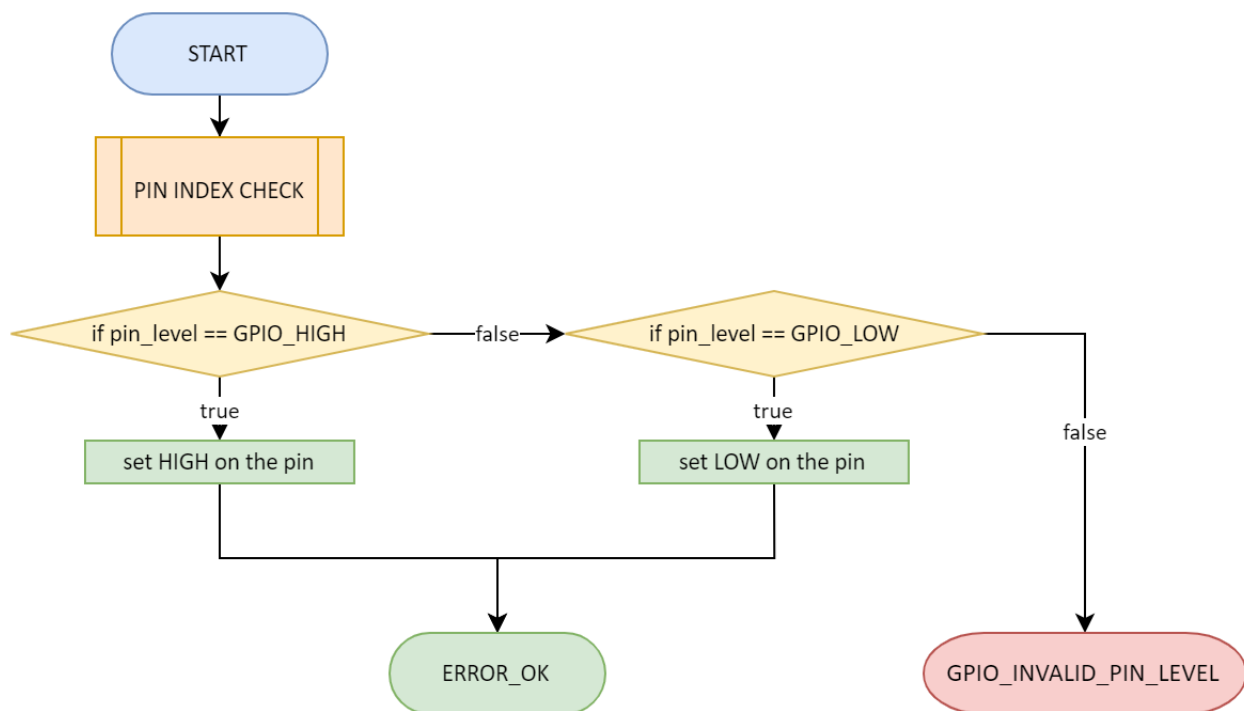 START
PIN INDEX CHECK
if pin_level == GPIO_HIGH
false
if pin_level == GPIO_LOW
true
true
false
set HIGH on the pin
set LOW on the pin
ERROR_OK
GPIO_INVALID_PIN_LEVEL